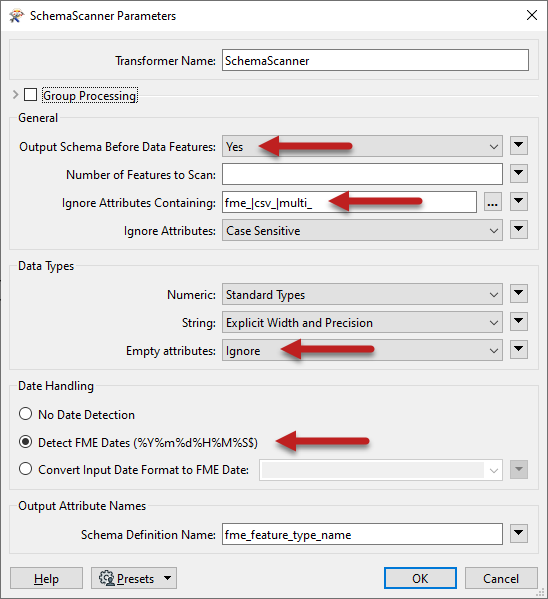 SchemaScanner Parameters
Transformer Name: SchemaScanner
Group Processing
General
Output Schema Before Data Features: Yes
Number of Features to Scan:
Ignore Attributes Containing: fme_|csv_|multi_ ...
Ignore Attributes: Case Sensitive
Data Types
Numeric: Standard Types
String: Explicit Width and Precision
Empty attributes: Ignore
Date Handling
No Date Detection
Detect FME Dates (%Y%m%d%H%M%S$)
Convert Input Date Format to FME Date:
Output Attribute Names
Schema Definition Name: fme_feature_type_name
Help Presets OK Cancel